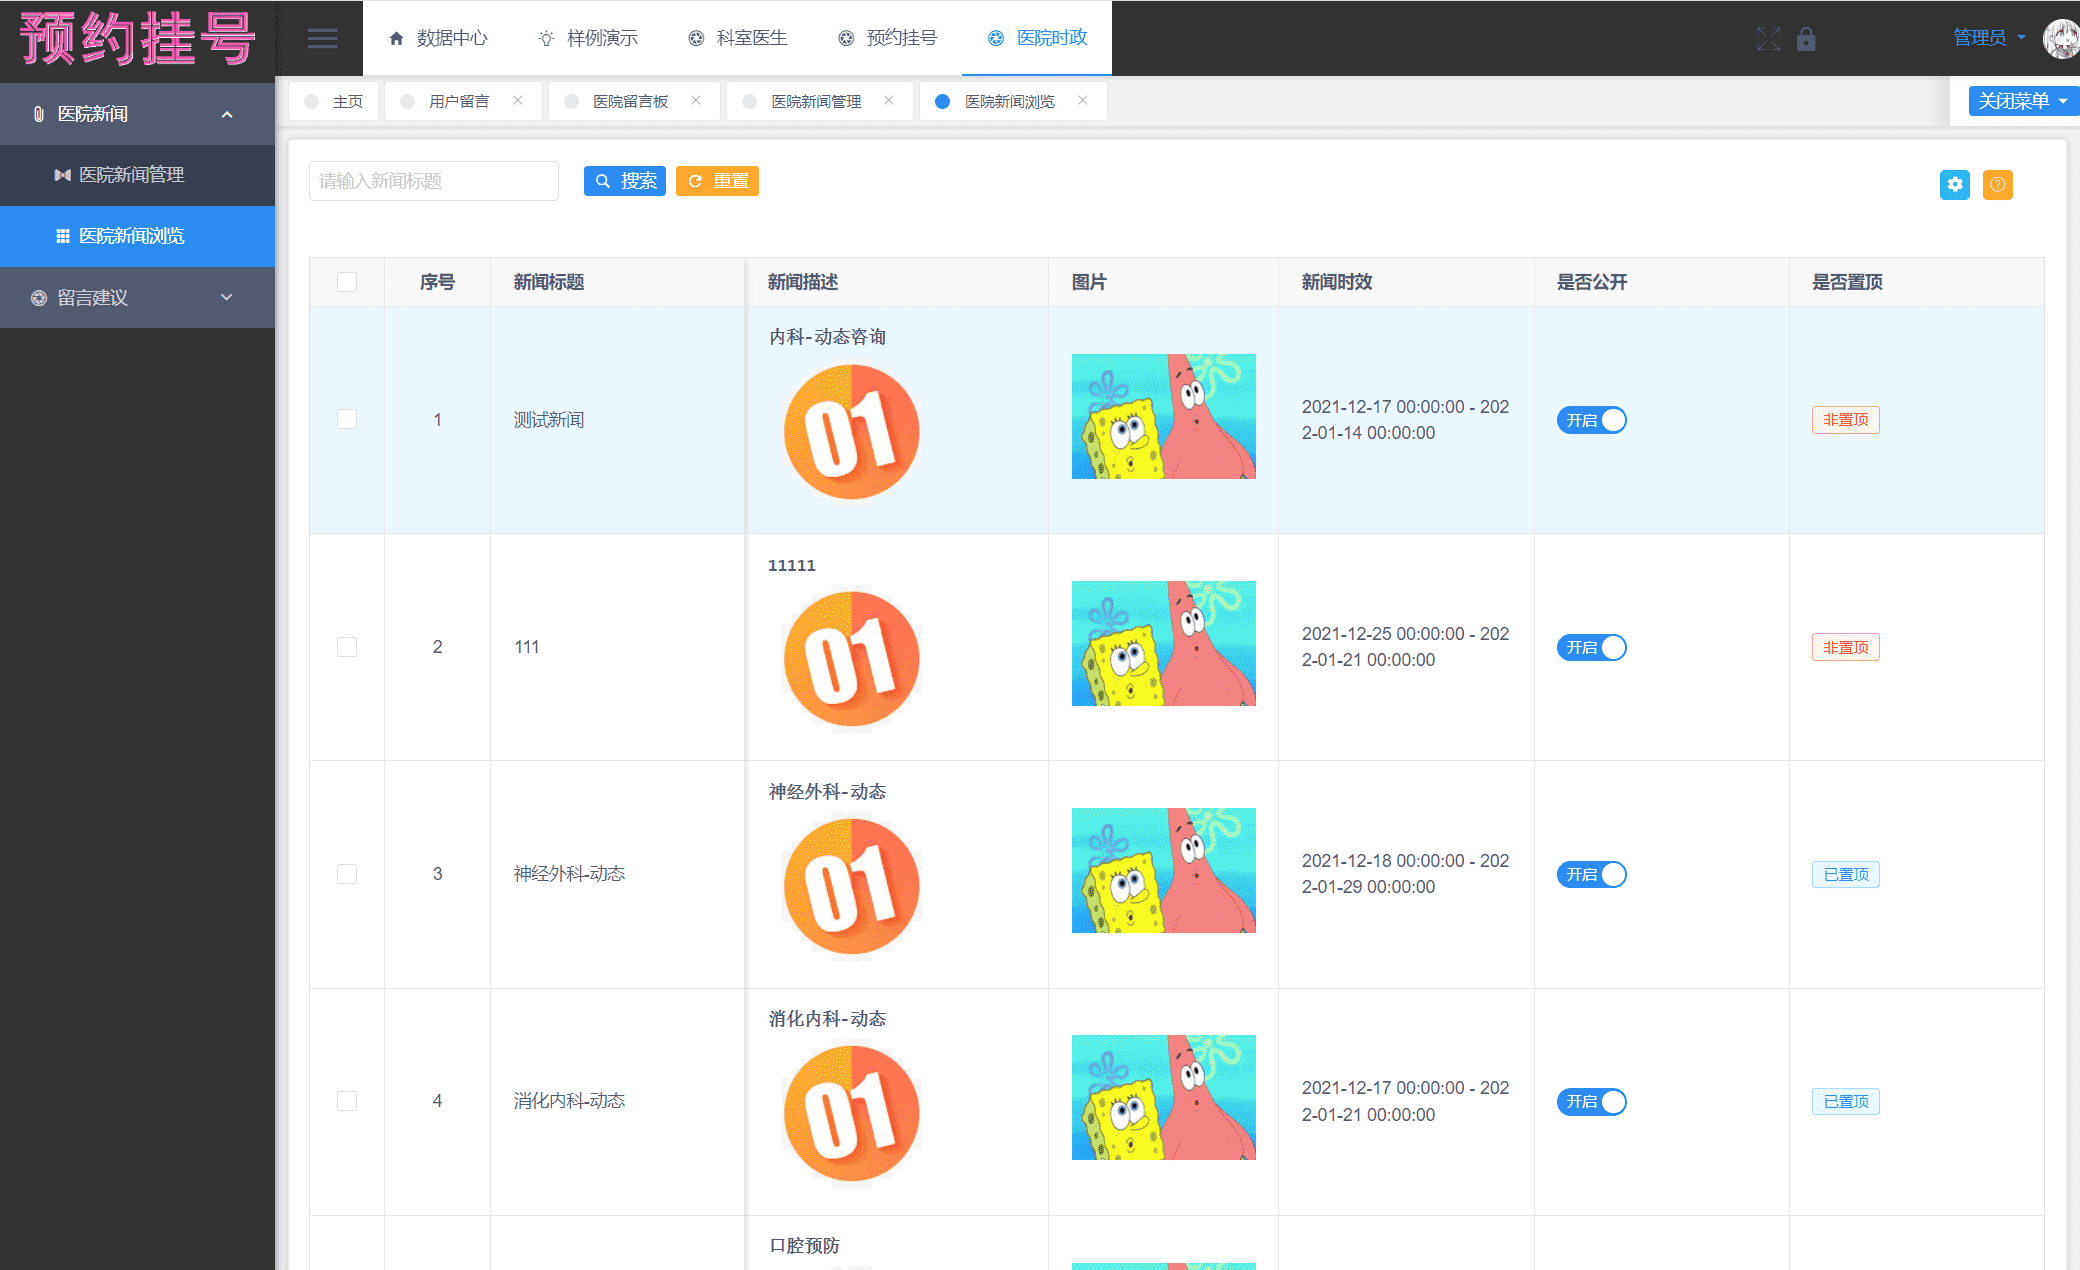 预约挂号
数据中心
样例演示
科室医生
预约挂号
医院时政
管理员
主页
用户留言
医院留言板
医院新闻管理
医院新闻浏览
关闭菜单
医院新闻
医院新闻管理
医院新闻浏览
留言建议
请输入新闻标题
搜索
重置
序号
新闻标题
新闻描述
图片
新闻时效
是否公开
是否置顶
内科-动态咨询
01
1
测试新闻
2021-12-17 00:00:00 - 202
2-01-14 00:00:00
开启
非置顶
11111
01
2
111
2021-12-25 00:00:00 - 202
2-01-21 00:00:00
开启
非置顶
神经外科-动态
01
3
神经外科-动态
2021-12-18 00:00:00 - 202
2-01-29 00:00:00
开启
已置顶
消化内科-动态
01
4
消化内科-动态
2021-12-17 00:00:00 - 202
2-01-21 00:00:00
开启
已置顶
口腔预防